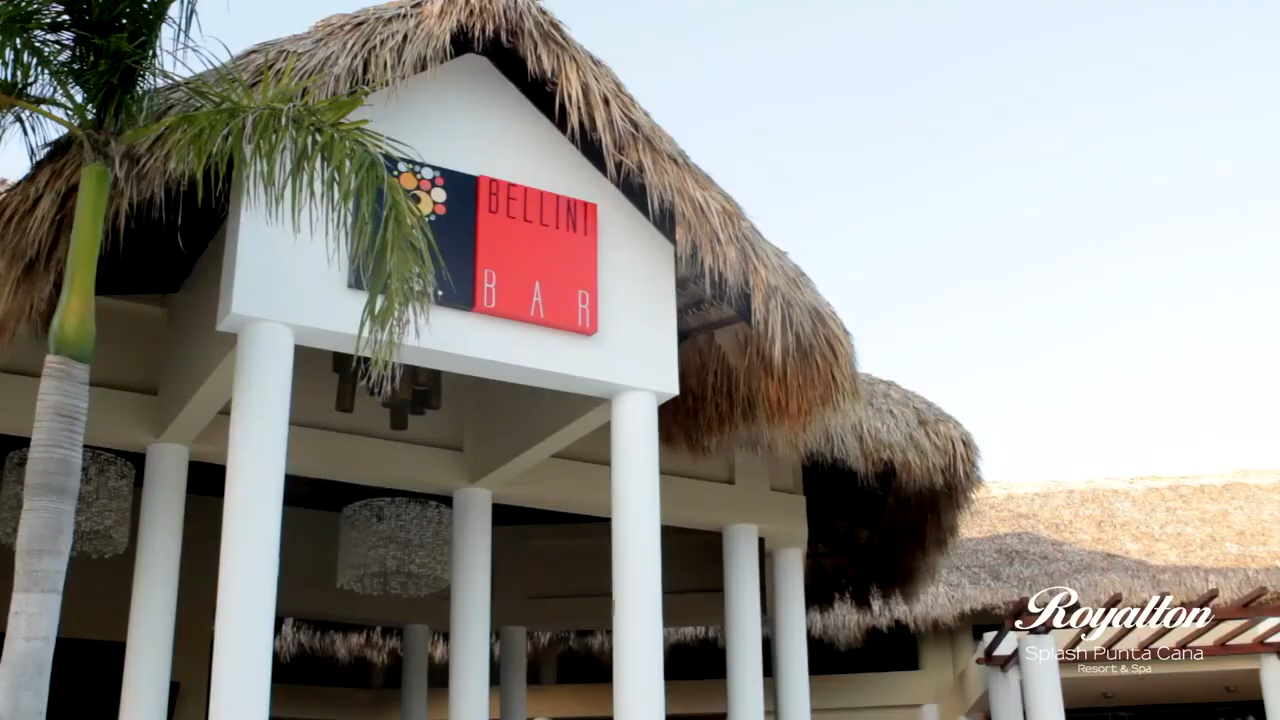 BELLINI
BAR
Royalton
Splash Punta Cana
Resort & Spa